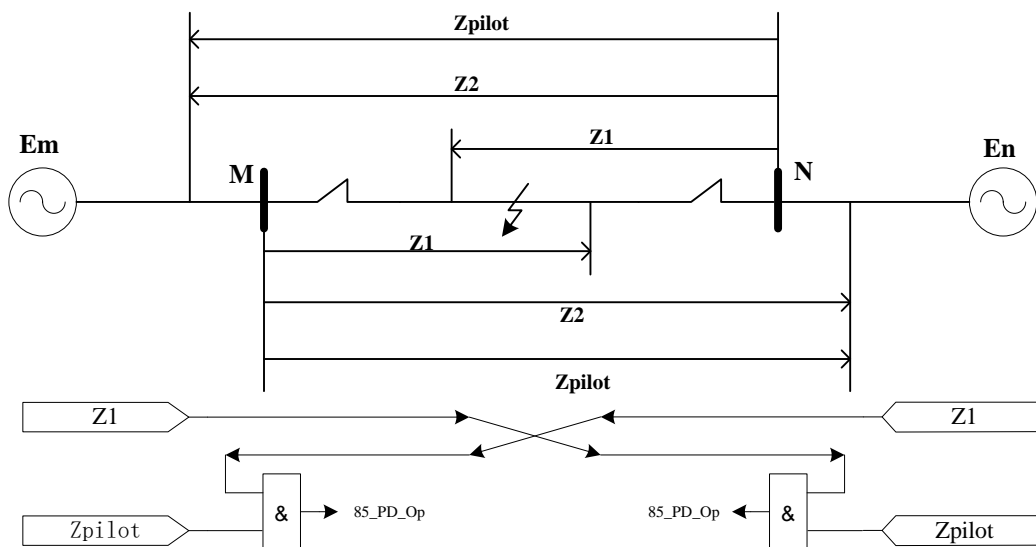 Zpilot
Z2
Z1
Em
M
N
En
Z1
Z2
Zpilot
Z1
Z1
&
85_PD_Op
85_PD_Op
&
Zpilot
Zpilot